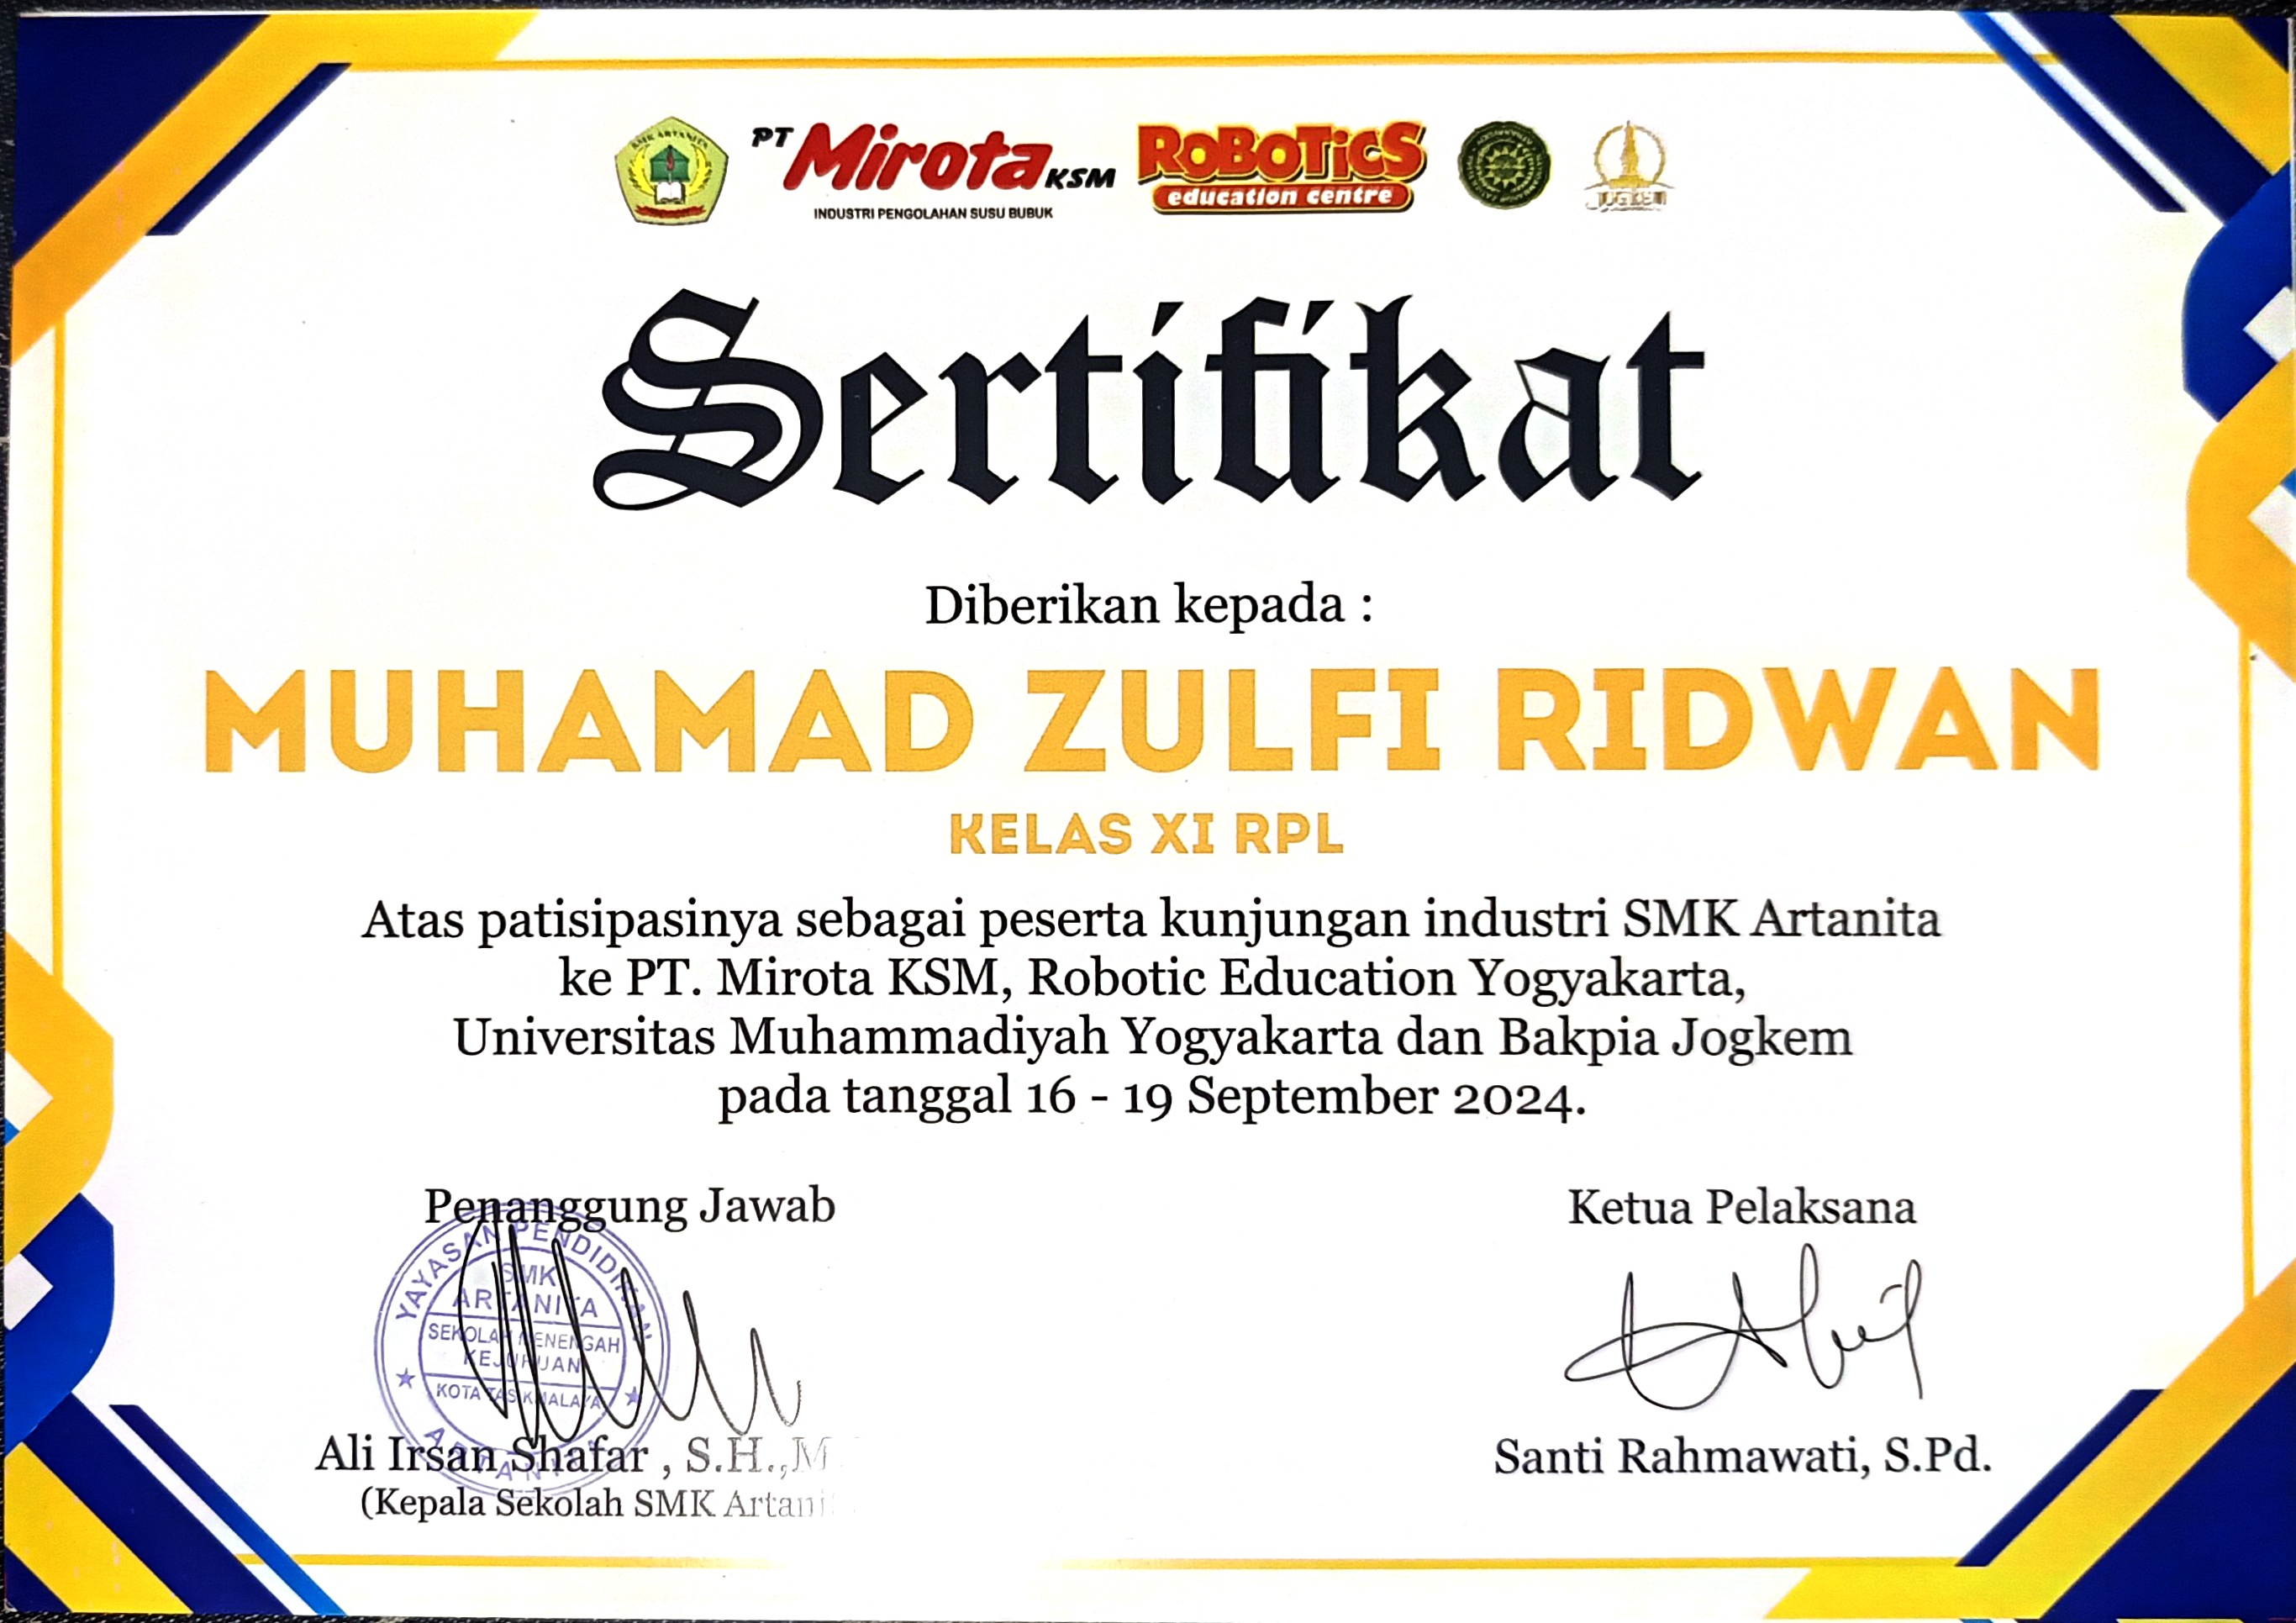 SMK ARTANITA
PT Mirota KSM
INDUSTRI PENGOLAHAN SUSU BUBUK
ROBOTICS
education centre
JOGKEM
Sertifikat
Diberikan kepada :
MUHAMAD ZULFI RIDWAN
KELAS XI RPL
Atas patisipasinya sebagai peserta kunjungan industri SMK Artanita
ke PT. Mirota KSM, Robotic Education Yogyakarta,
Universitas Muhammadiyah Yogyakarta dan Bakpia Jogkem
pada tanggal 16 - 19 September 2024.
Penanggung Jawab
YAYASAN PENDIDIKAN
SMK
ARTANITA
SEKOLAH MENENGAH
KEJURUAN
KOTA TASIKMALAYA
ARTANITA
Ali Irsan Shafar , S.H.,M
(Kepala Sekolah SMK Artani
Ketua Pelaksana
Santi Rahmawati, S.Pd.